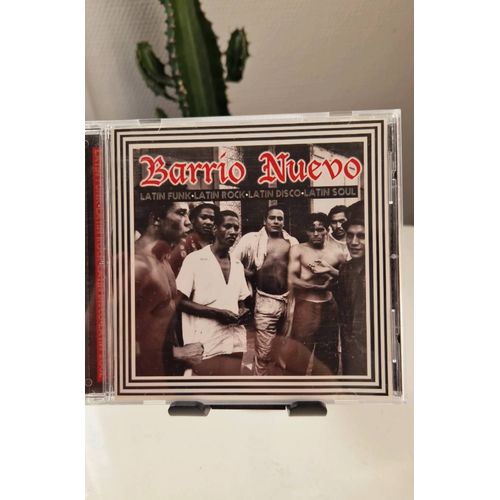 Barrio Nuevo
LATIN FUNK•LATIN ROCK•LATIN DISCO•LATIN SOUL